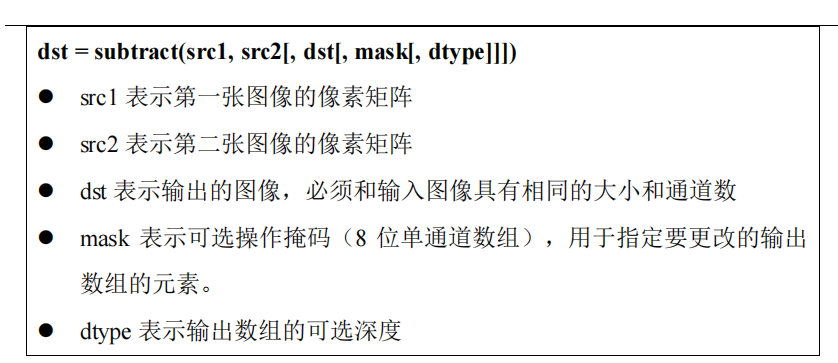 dst = subtract(src1, src2[, dst[, mask[, dtype]]])
● src1 表示第一张图像的像素矩阵
● src2 表示第二张图像的像素矩阵
● dst 表示输出的图像，必须和输入图像具有相同的大小和通道数
● mask 表示可选操作掩码（8 位单通道数组），用于指定要更改的输出
数组的元素。
● dtype 表示输出数组的可选深度